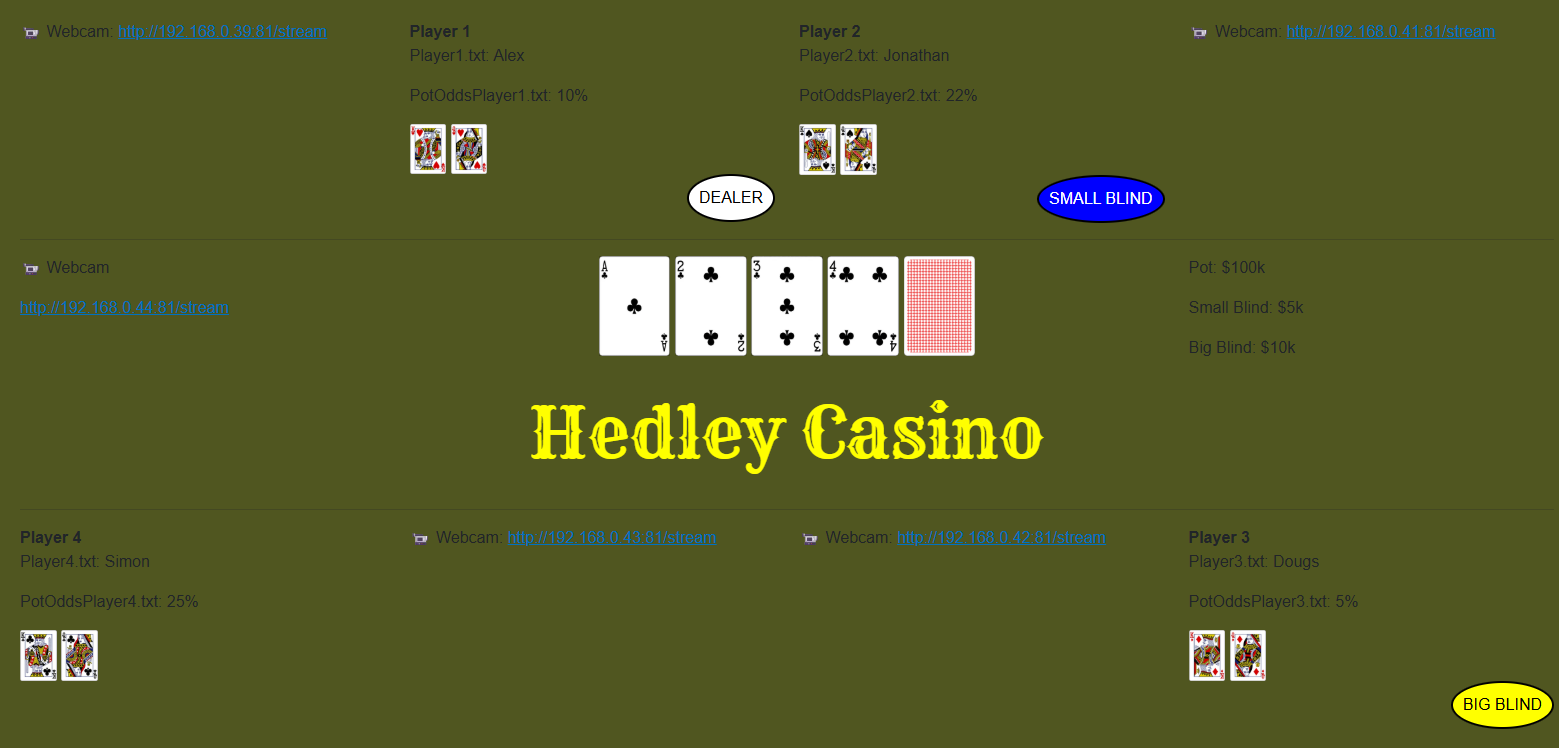 Webcam: http://192.168.0.39:81/stream
Player 1
Player1.txt: Alex
PotOddsPlayer1.txt: 10%
DEALER
Player 2
Player2.txt: Jonathan
PotOddsPlayer2.txt: 22%
SMALL BLIND
Webcam: http://192.168.0.41:81/stream
Webcam
http://192.168.0.44:81/stream
A
A
2
2
3
3
4
4
Pot: $100k
Small Blind: $5k
Big Blind: $10k
Hedley Casino
Player 4
Player4.txt: Simon
PotOddsPlayer4.txt: 25%
Webcam: http://192.168.0.43:81/stream
Webcam: http://192.168.0.42:81/stream
Player 3
Player3.txt: Dougs
PotOddsPlayer3.txt: 5%
BIG BLIND